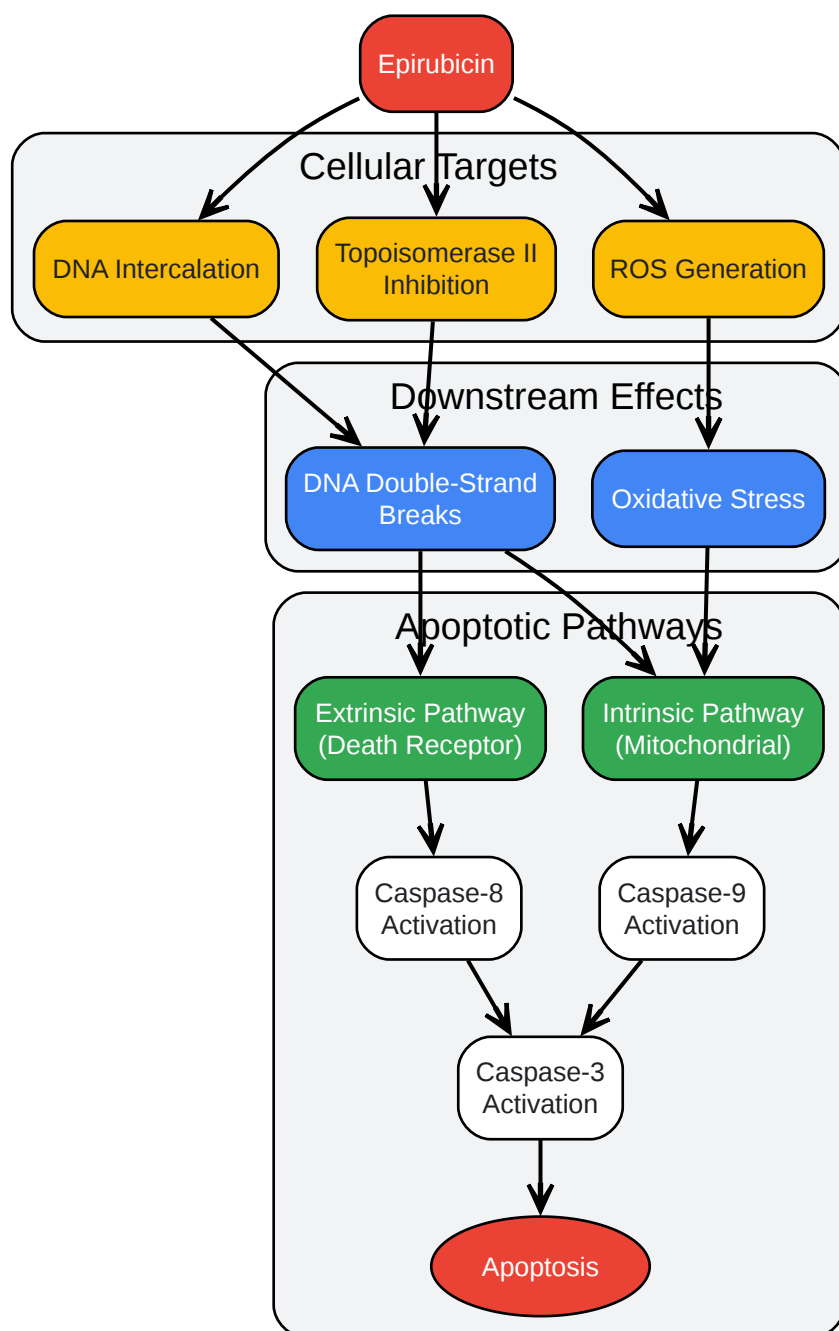 Epirubicin
Cellular Targets
DNA Intercalation
Topoisomerase II
Inhibition
ROS Generation
Downstream Effects
DNA Double-Strand
Breaks
Oxidative Stress
Apoptotic Pathways
Extrinsic Pathway
(Death Receptor)
Intrinsic Pathway
(Mitochondrial)
Caspase-8
Activation
Caspase-9
Activation
Caspase-3
Activation
Apoptosis